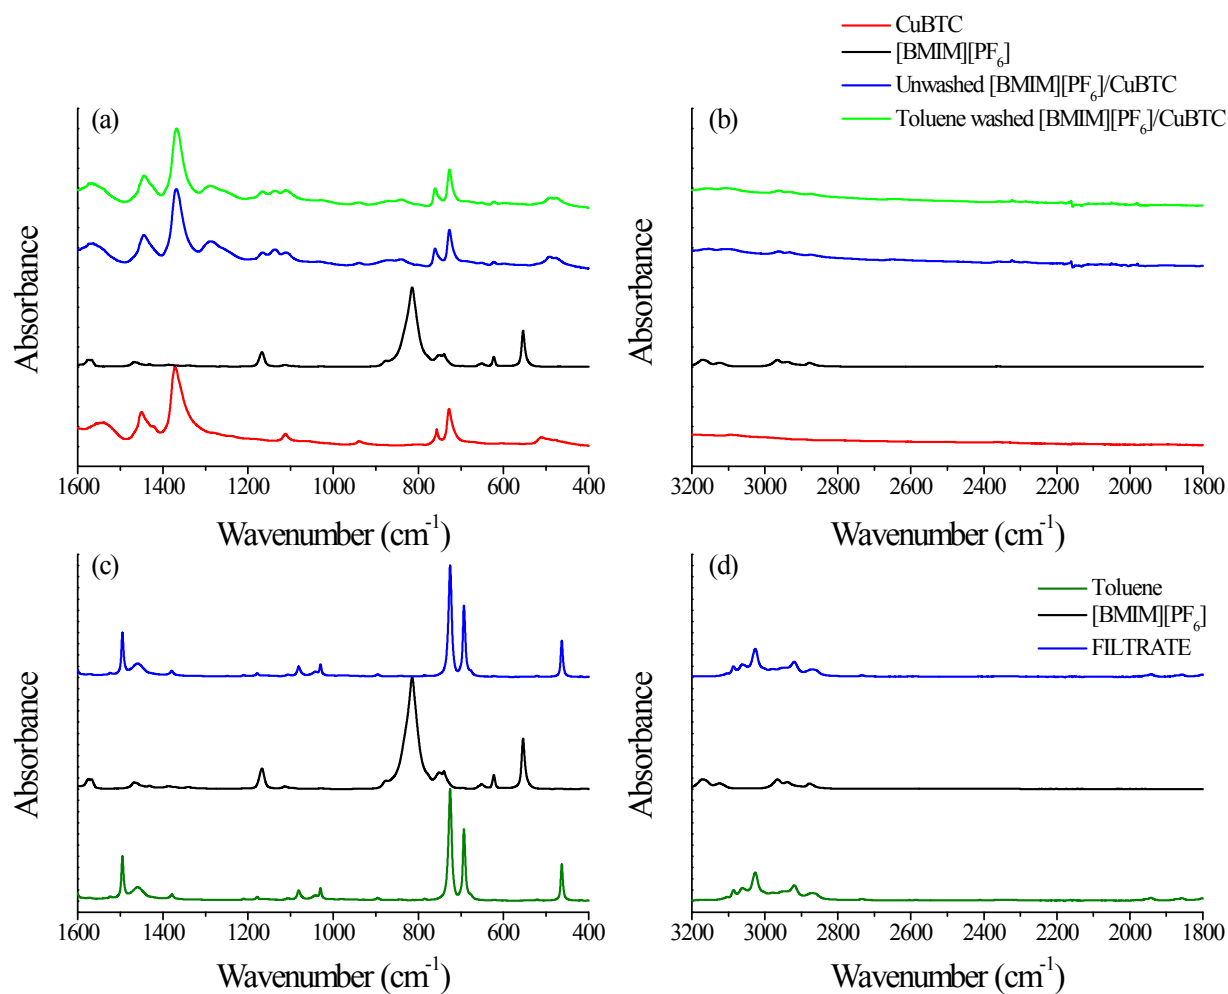 CuBTC
[BMIM][PF6]
Unwashed [BMIM][PF6]/CuBTC
Toluene washed [BMIM][PF6]/CuBTC
(a)
(b)
Absorbance
Absorbance
1600 1400 1200 1000 800 600 400
3200 3000 2800 2600 2400 2200 2000 1800
Wavenumber (cm-1)
Wavenumber (cm-1)
(c)
(d)
Toluene
[BMIM][PF6]
FILTRATE
Absorbance
Absorbance
1600 1400 1200 1000 800 600 400
3200 3000 2800 2600 2400 2200 2000 1800
Wavenumber (cm-1)
Wavenumber (cm-1)